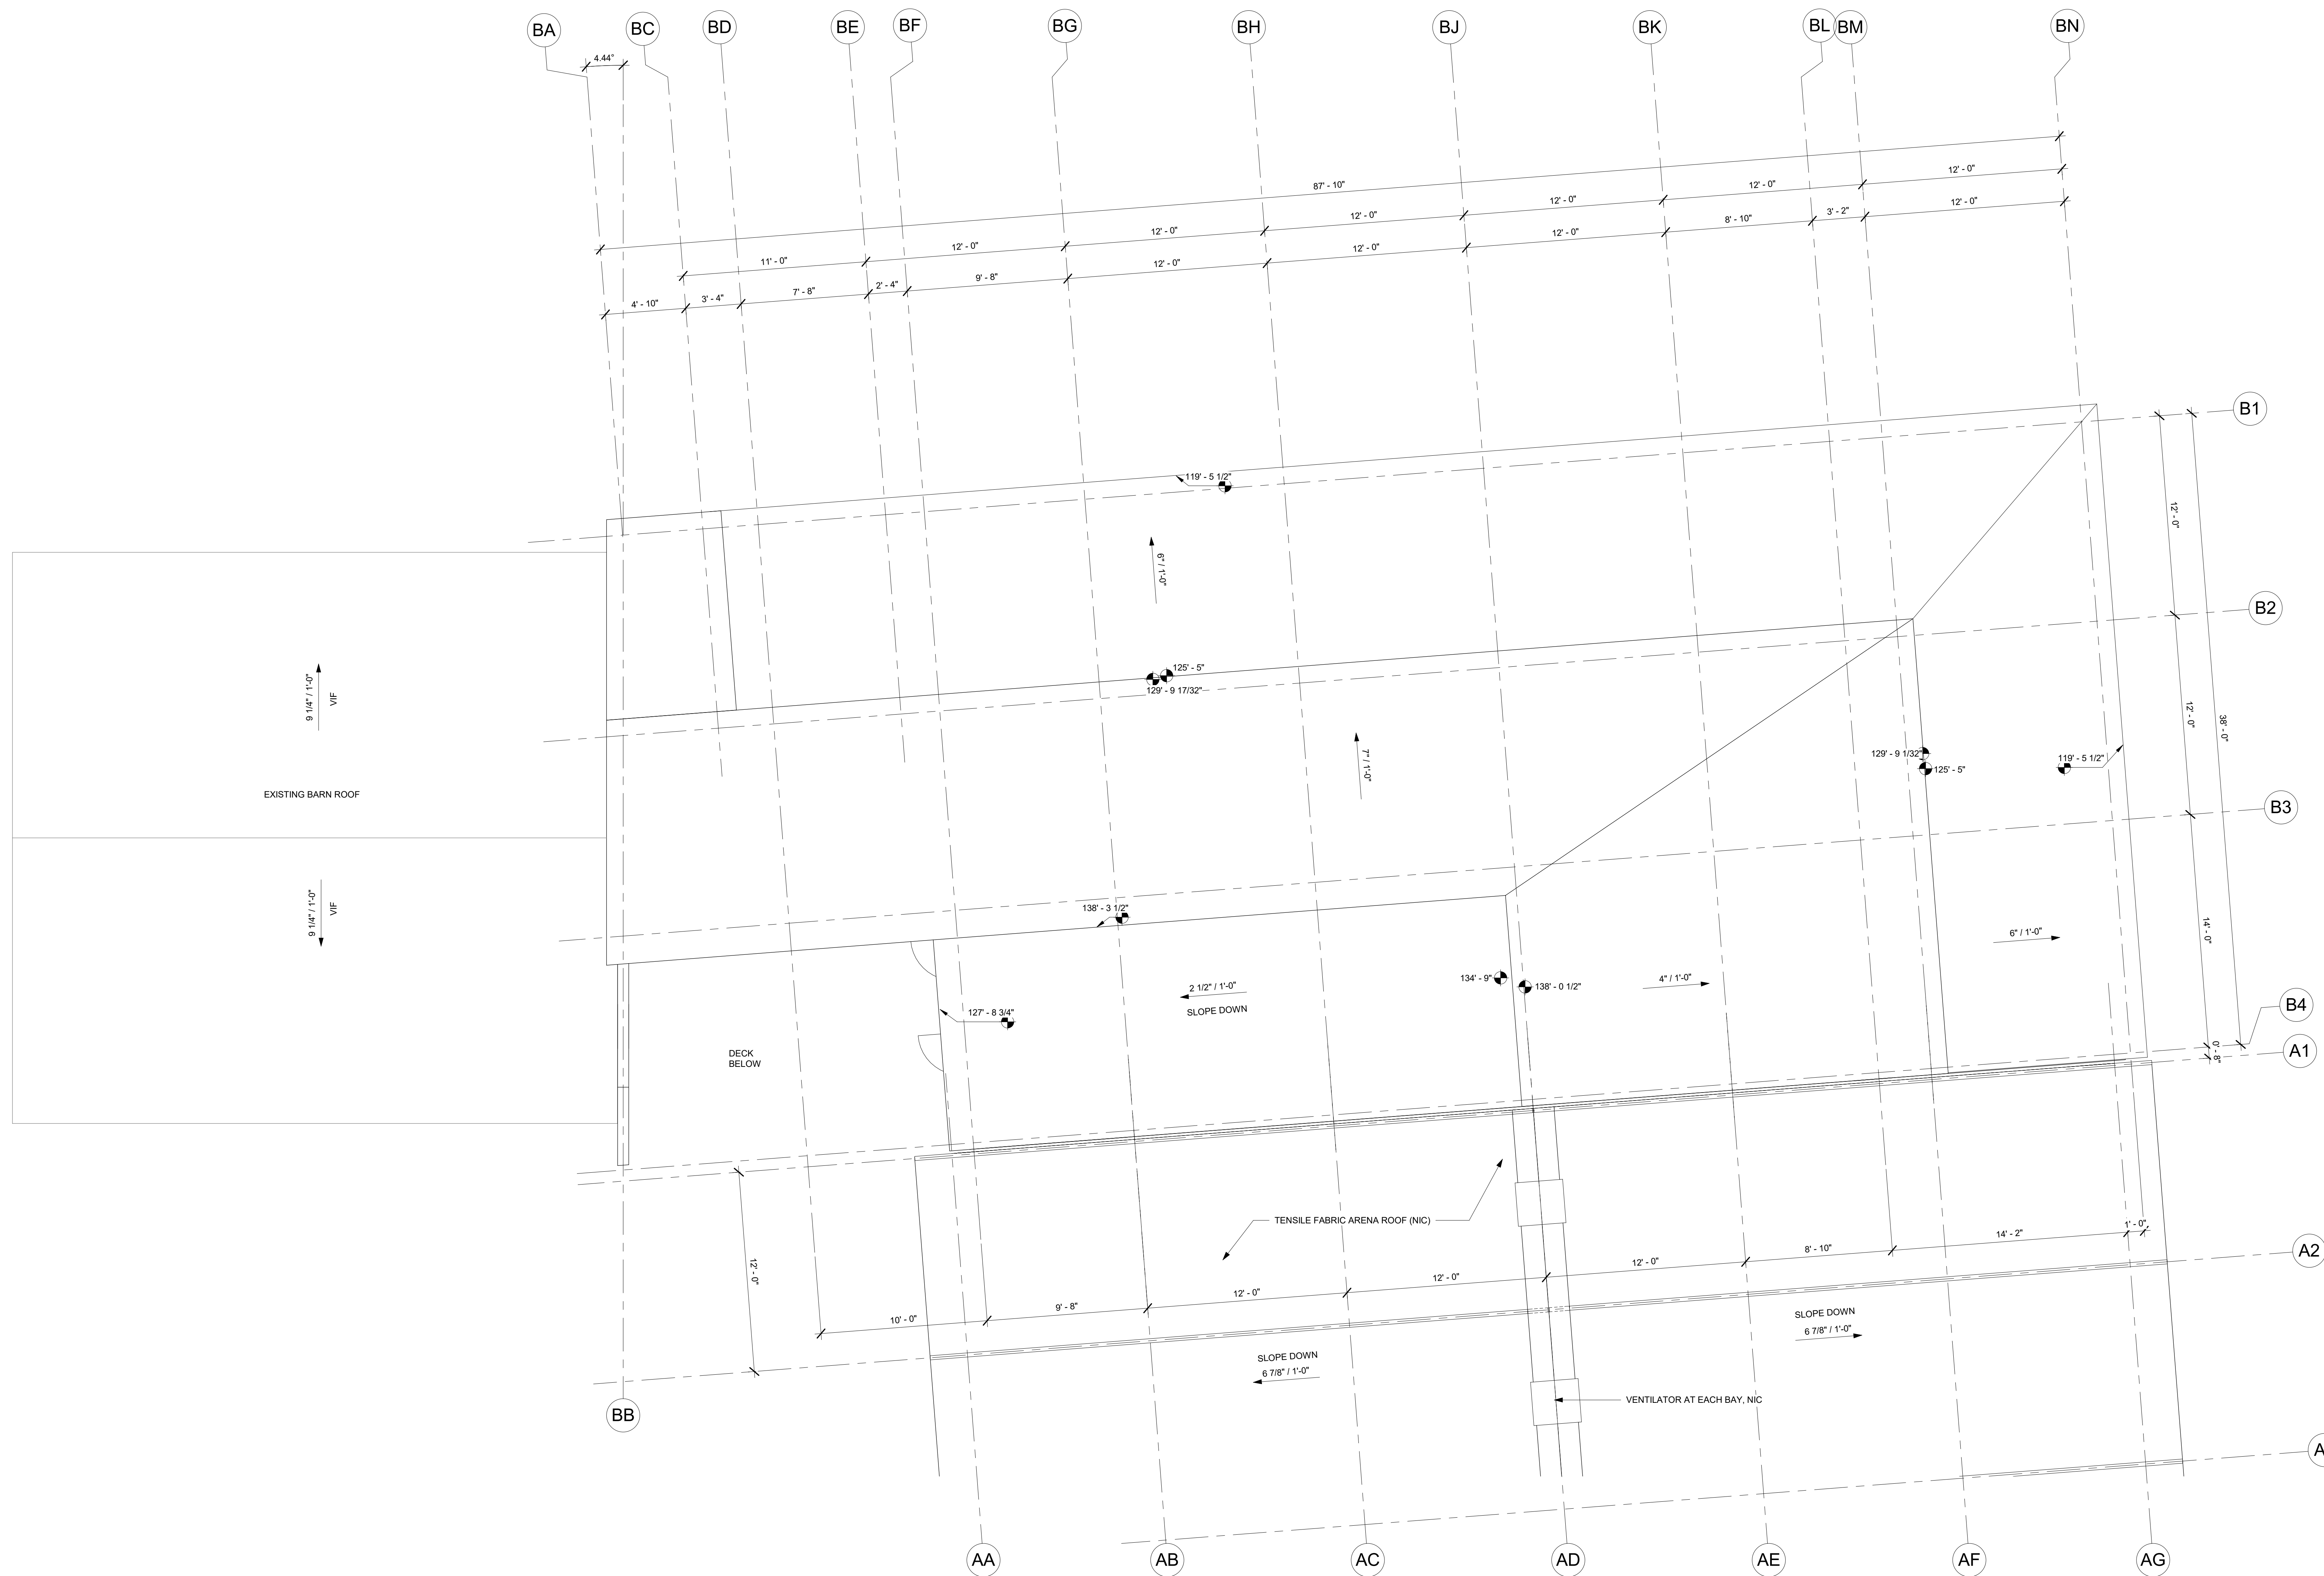 BA
BC
BD
BE
BF
BG
BH
BJ
BK
BL
BM
BN
4.44°
87' - 10"
11' - 0"
12' - 0"
12' - 0"
12' - 0"
12' - 0"
12' - 0"
12' - 0"
4' - 10"
3' - 4"
7' - 8"
2' - 4"
9' - 8"
12' - 0"
12' - 0"
12' - 0"
8' - 10"
3' - 2"
12' - 0"
B1
119' - 5 1/2"
12' - 0"
6" / 1'-0"
B2
125' - 5"
129' - 9 17/32"
9 1/4" / 1'-0"
VIF
12' - 0"
38' - 0"
7" / 1'-0"
129' - 9 1/32"
125' - 5"
119' - 5 1/2"
EXISTING BARN ROOF
B3
9 1/4" / 1'-0"
VIF
138' - 3 1/2"
14' - 0"
6" / 1'-0"
134' - 9"
138' - 0 1/2"
4" / 1'-0"
2 1/2" / 1'-0"
SLOPE DOWN
127' - 8 3/4"
B4
DECK
BELOW
0' - 8"
A1
TENSILE FABRIC ARENA ROOF (NIC)
12' - 0"
10' - 0"
9' - 8"
12' - 0"
12' - 0"
12' - 0"
8' - 10"
14' - 2"
1' - 0"
A2
SLOPE DOWN
6 7/8" / 1'-0"
SLOPE DOWN
6 7/8" / 1'-0"
VENTILATOR AT EACH BAY, NIC
BB
A
AA
AB
AC
AD
AE
AF
AG